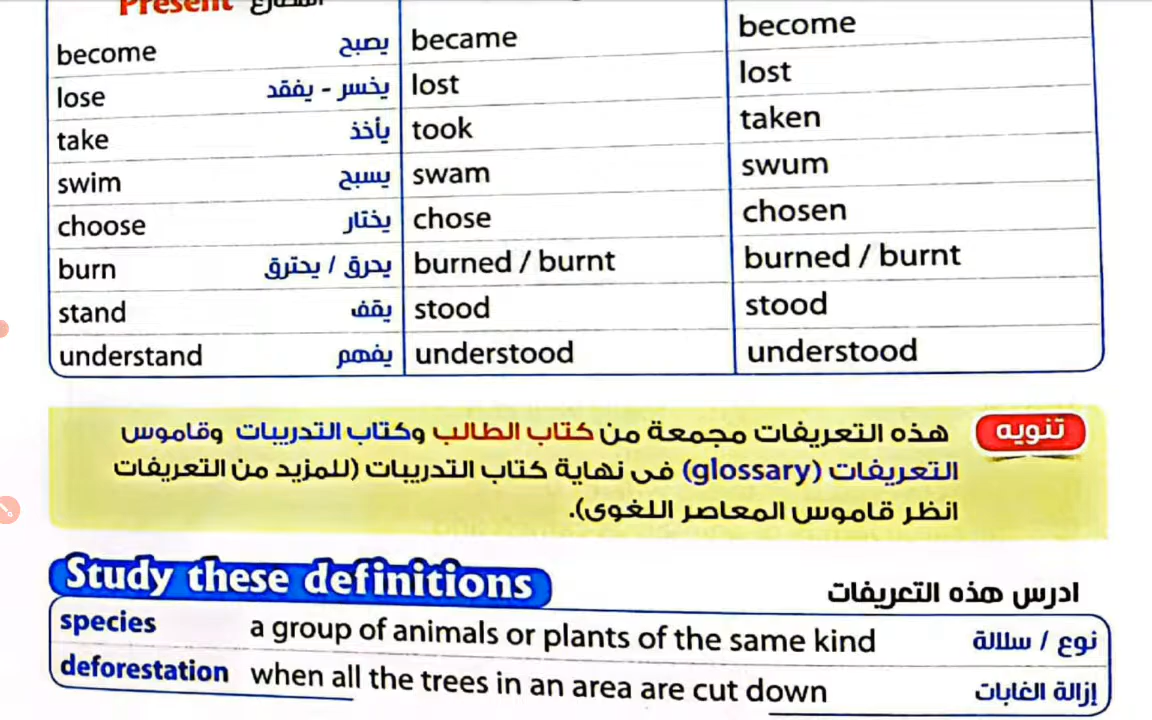 Present المضارع
become يصبح became become
lose يخسر - يفقد lost lost
take يأخذ took taken
swim يسبح swam swum
choose يختار chose chosen
burn يحرق / يحترق burned / burnt burned / burnt
stand يقف stood stood
understand يفهم understood understood
تنويه هذه التعريفات مجمعة من كتاب الطالب وكتاب التدريبات وقاموس
التعريفات (glossary) فى نهاية كتاب التدريبات (للمزيد من التعريفات
انظر قاموس المعاصر اللغوى).
Study these definitions ادرس هذه التعريفات
species a group of animals or plants of the same kind نوع / سلالة
deforestation when all the trees in an area are cut down إزالة الغابات